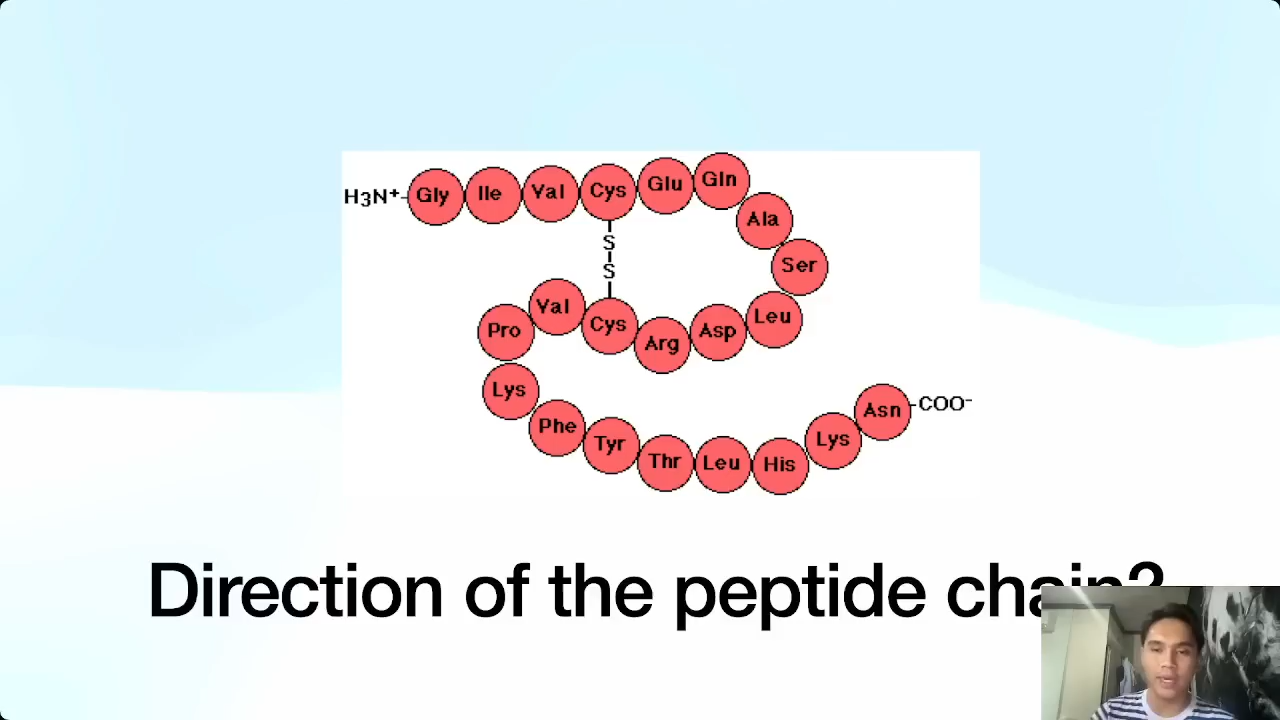 H3N+ Gly Ile Val Cys Glu Gln
Ala
Ser
S
S
Pro Val Cys Arg Asp Leu
Lys
Phe Tyr Thr Leu His Lys Asn COO-
Direction of the peptide